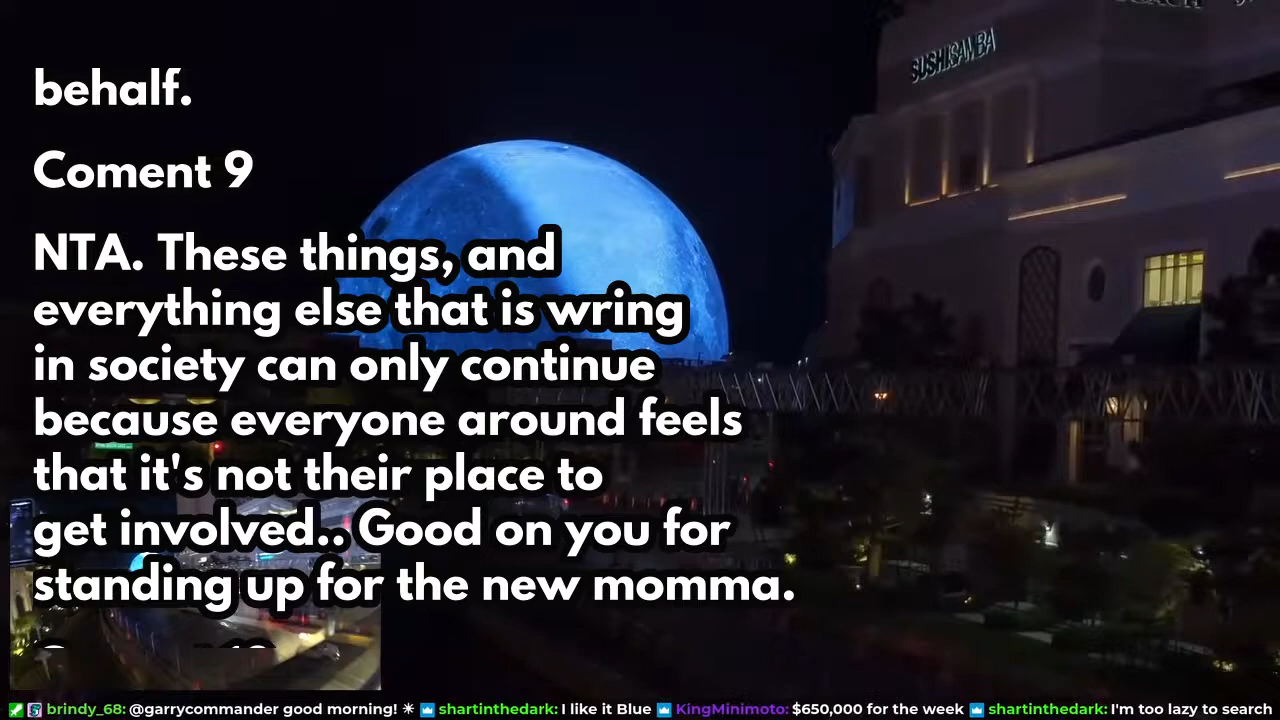 SUSHISAMBA
behalf.
Coment 9
NTA. These things, and
everything else that is wring
in society can only continue
because everyone around feels
that it's not their place to
get involved.. Good on you for
standing up for the new momma.
brindy_68: @garrycommander good morning! ☀ shartinthedark: I like it Blue KingMinimoto: $650,000 for the week shartinthedark: I'm too lazy to search